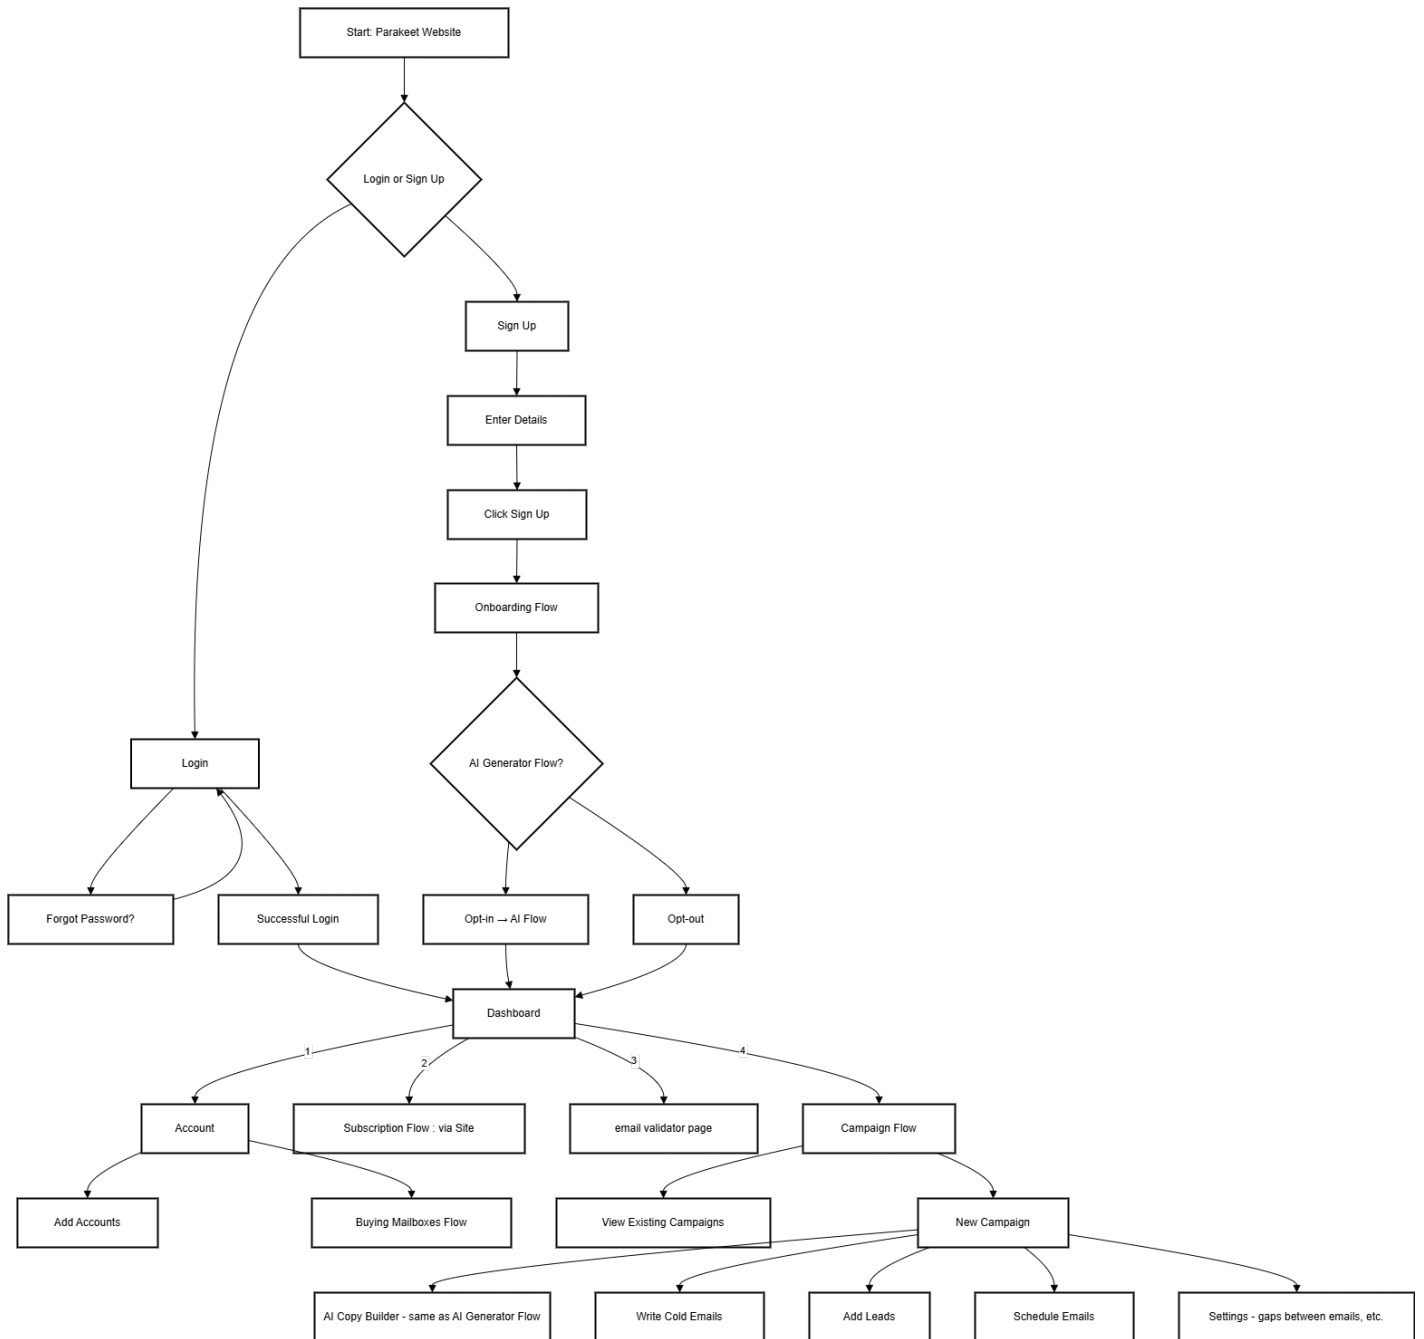 Start: Parakeet Website
Login or Sign Up
Sign Up
Enter Details
Click Sign Up
Onboarding Flow
Login
AI Generator Flow?
Forgot Password?
Successful Login
Opt-in → AI Flow
Opt-out
Dashboard
1
2
3
4
Account
Subscription Flow : via Site
email validator page
Campaign Flow
Add Accounts
Buying Mailboxes Flow
View Existing Campaigns
New Campaign
AI Copy Builder - same as AI Generator Flow
Write Cold Emails
Add Leads
Schedule Emails
Settings - gaps between emails, etc.